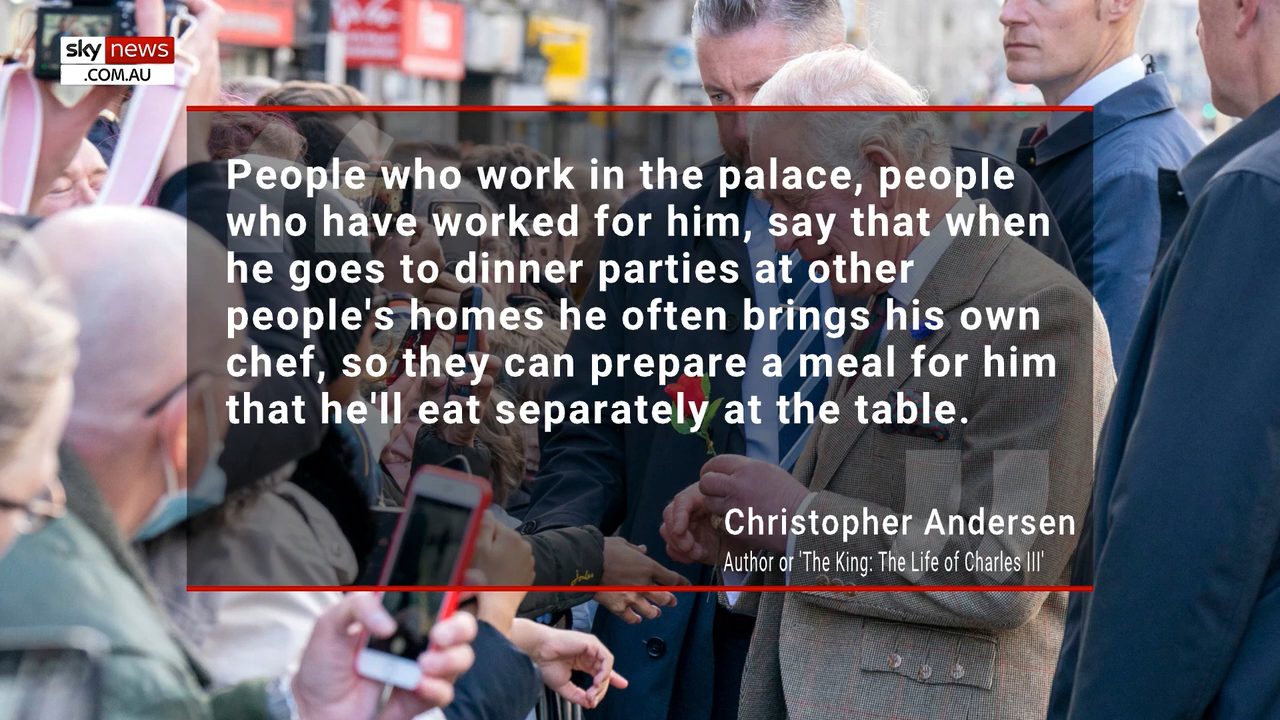 sky news
.COM.AU
People who work in the palace, people
who have worked for him, say that when
he goes to dinner parties at other
people's homes he often brings his own
chef, so they can prepare a meal for him
that he'll eat separately at the table.
Christopher Andersen
Author or 'The King: The Life of Charles III'